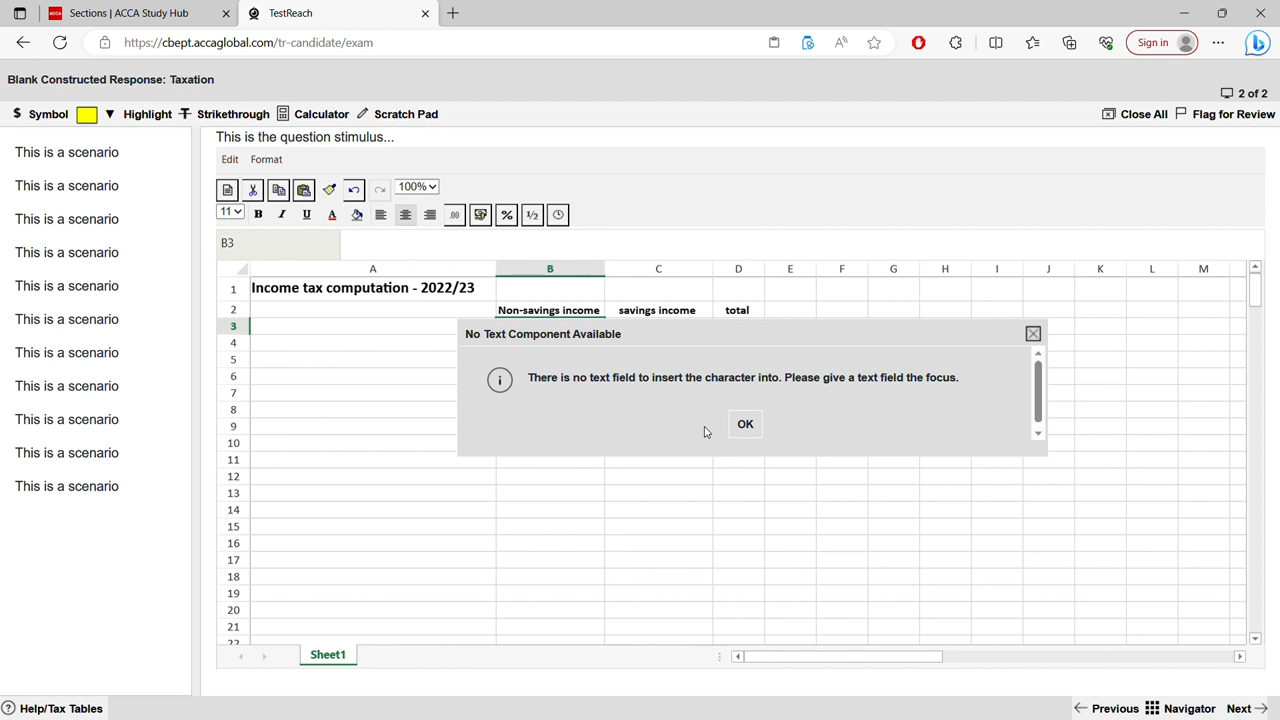 Sections | ACCA Study Hub
TestReach
https://cbept.accaglobal.com/tr-candidate/exam
Sign in
Blank Constructed Response: Taxation
2 of 2
$ Symbol Highlight Strikethrough Calculator Scratch Pad Close All Flag for Review
This is a scenario
This is a scenario
This is a scenario
This is a scenario
This is a scenario
This is a scenario
This is a scenario
This is a scenario
This is a scenario
This is a scenario
This is a scenario
This is the question stimulus...
Edit Format
100%
11 B I U A .00 % 1/2
B3
A B C D E F G H I J K L M
1 Income tax computation - 2022/23
2 Non-savings income savings income total
3
4
5
6
7
8
9
10
11
12
13
14
15
16
17
18
19
20
21
22
No Text Component Available
There is no text field to insert the character into. Please give a text field the focus.
OK
Sheet1
Help/Tax Tables Previous Navigator Next